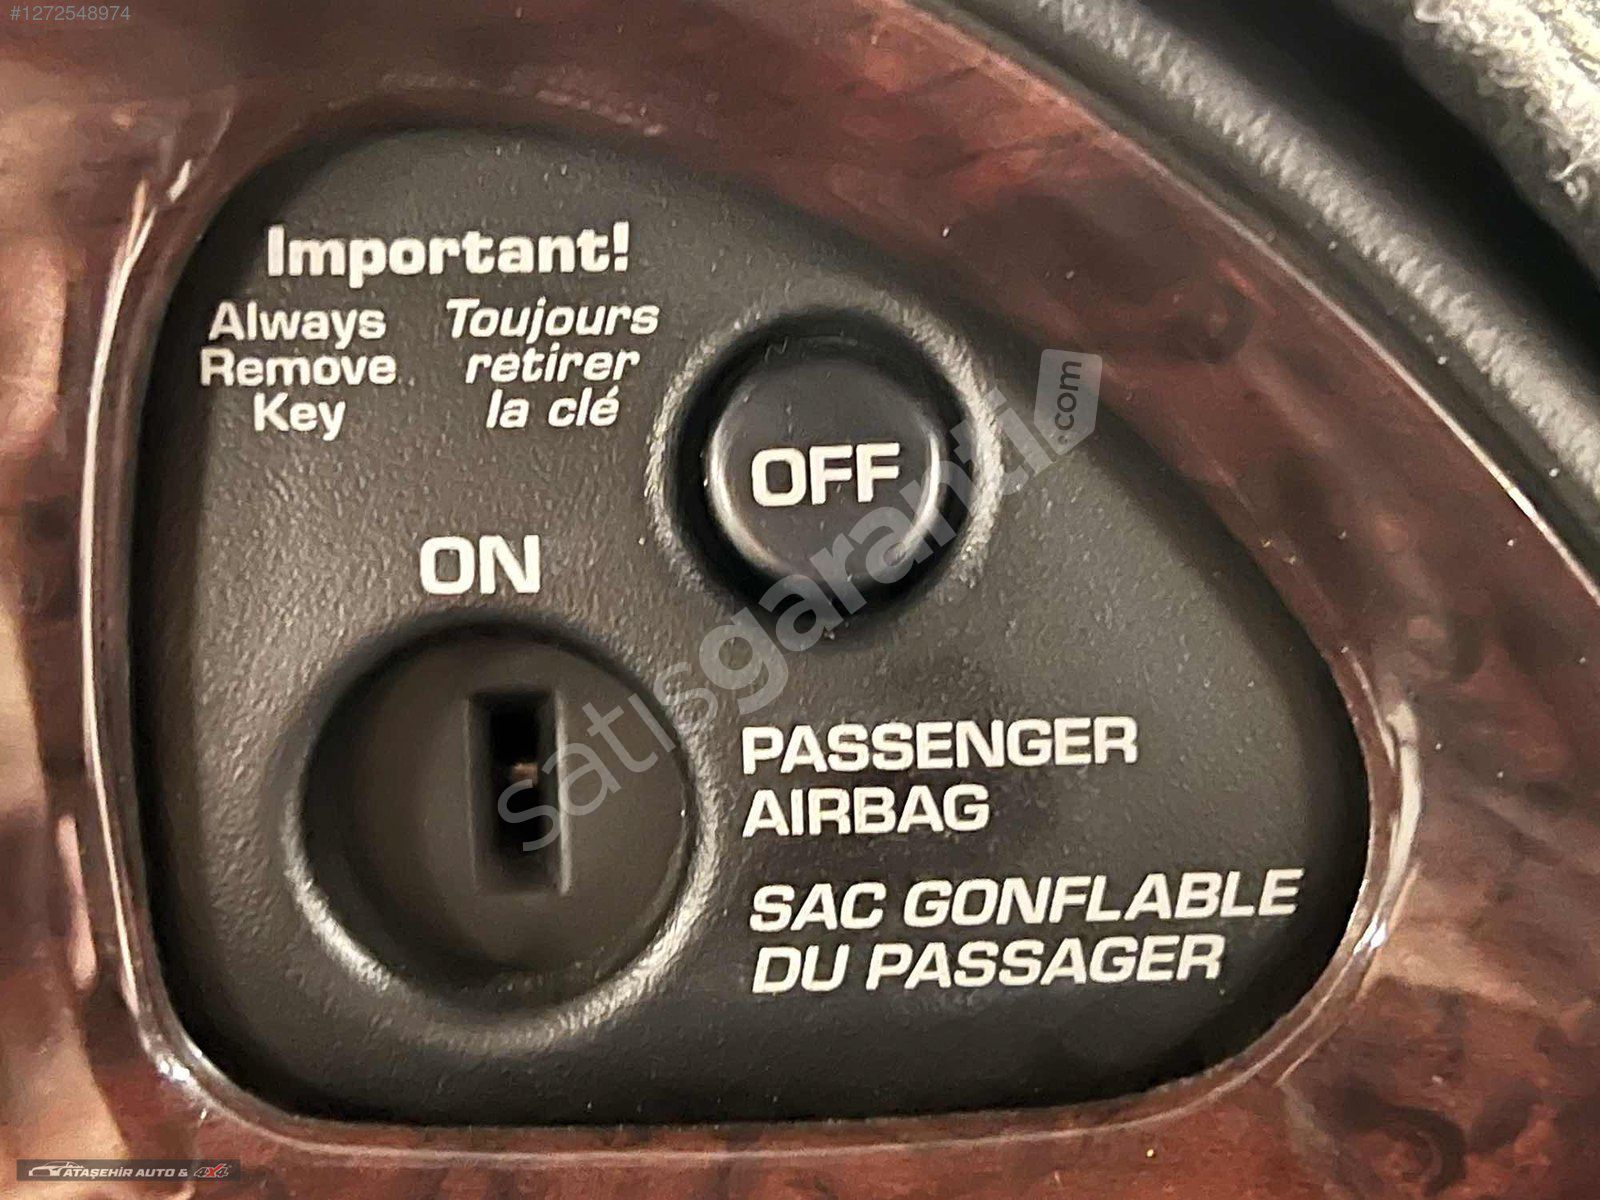 #1272548974
Important!
Always Remove Key
Toujours retirer la clé
OFF
ON
PASSENGER
AIRBAG
SAC GONFLABLE
DU PASSAGER
satisgaranti.com
ATAŞEHİR AUTO & 4x4